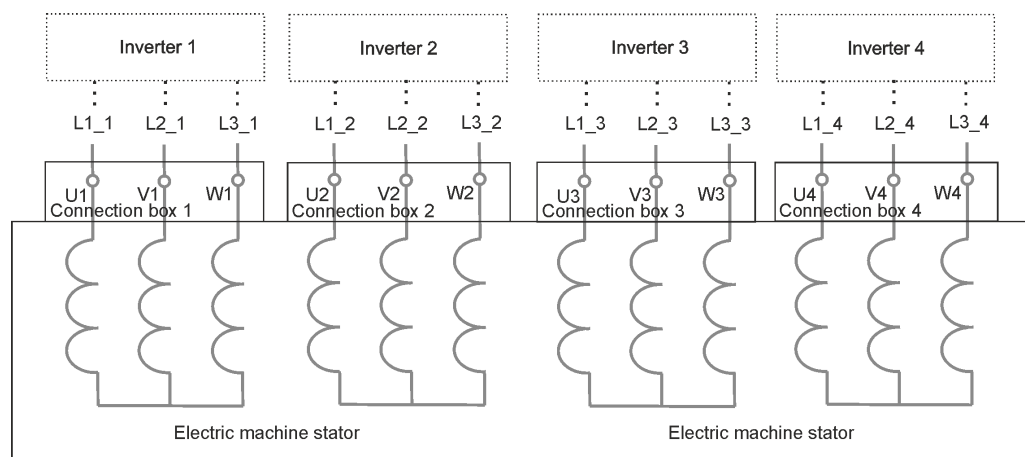 Inverter 1 Inverter 2 Inverter 3 Inverter 4
L1_1 L2_1 L3_1 L1_2 L2_2 L3_2 L1_3 L2_3 L3_3 L1_4 L2_4 L3_4
U1 V1 W1 U2 V2 W2 U3 V3 W3 U4 V4 W4
Connection box 1 Connection box 2 Connection box 3 Connection box 4
Electric machine stator Electric machine stator